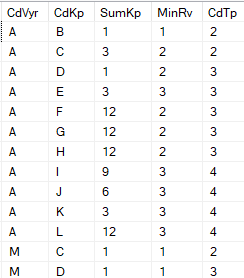 CdVyr CdKp SumKp MinRv CdTp
A B 1 1 2
A C 3 2 2
A D 1 2 3
A E 3 3 3
A F 12 2 3
A G 12 2 3
A H 12 2 3
A I 9 3 4
A J 6 3 4
A K 3 3 4
A L 12 3 4
M C 1 1 2
M D 1 1 3